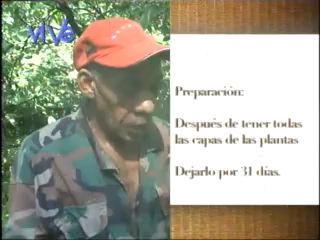 vive
Preparación:
Después de tener todas
las capas de las plantas
Dejarlo por 31 días.